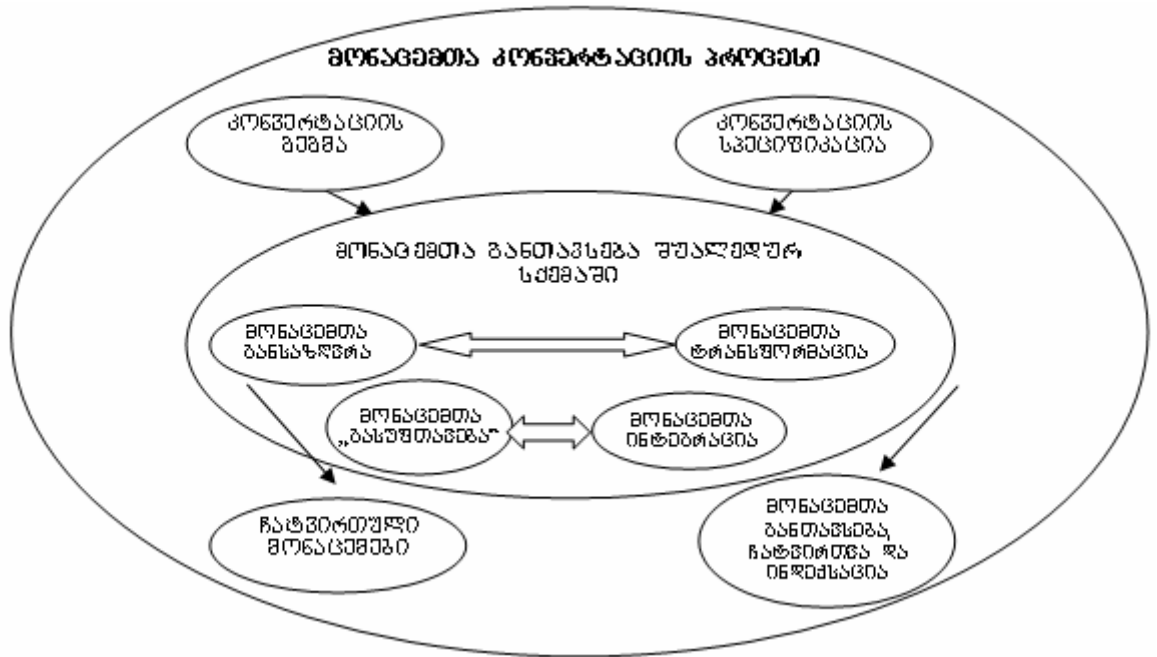 მონაცემთა კონვერტაციის პროცესი
კონვერტაციის
გეგმა
კონვერტაციის
სპეციფიკაცია
მონაცემთა განთავსება შუალედურ
სქემაში
მონაცემთა
განსაზღვრა
მონაცემთა
ტრანსფორმაცია
მონაცემთა
„გასუფთავება“
მონაცემთა
ინტეგრაცია
ჩატვირთული
მონაცემები
მონაცემთა
განთავსება,
ჩატვირთვა და
ინდექსაცია